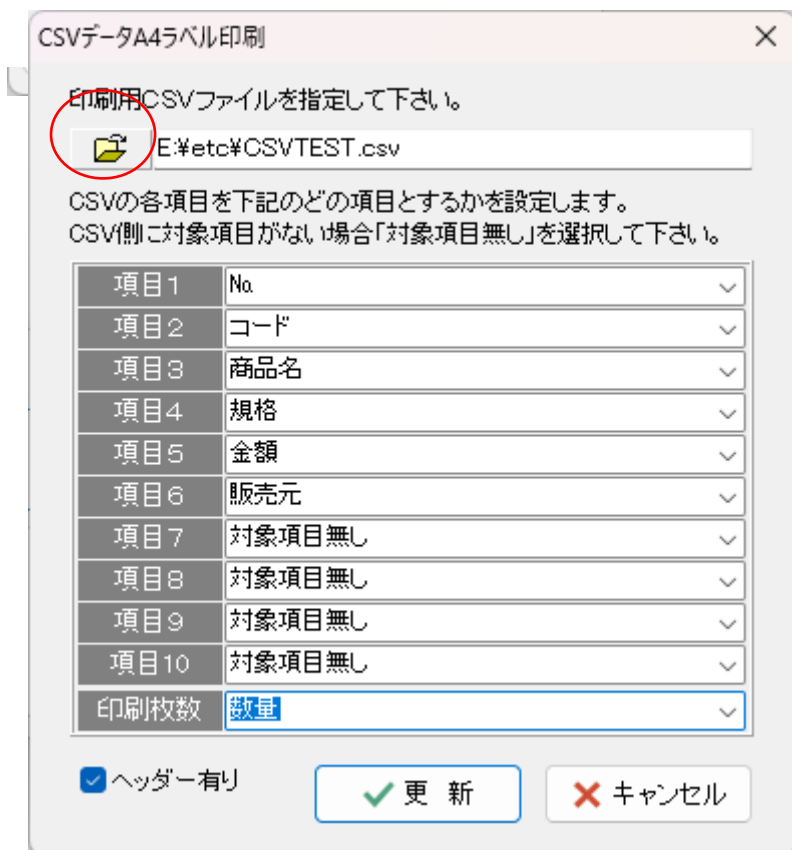 CSVデータA4ラベル印刷
印刷用CSVファイルを指定して下さい。
E:¥etc¥CSVTEST.csv
CSVの各項目を下記のどの項目とするかを設定します。
CSV側に対象項目がない場合「対象項目無し」を選択して下さい。
項目1 No.
項目2 コード
項目3 商品名
項目4 規格
項目5 金額
項目6 販売元
項目7 対象項目無し
項目8 対象項目無し
項目9 対象項目無し
項目10 対象項目無し
印刷枚数 数量
ヘッダー有り 更 新 キャンセル